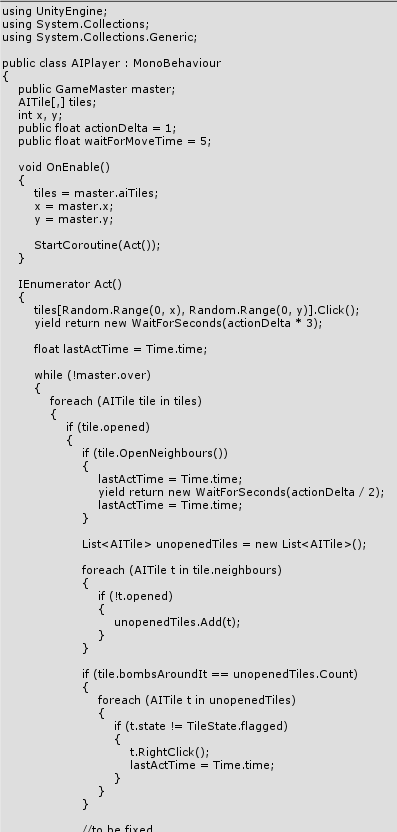 using UnityEngine;
using System.Collections;
using System.Collections.Generic;
public class AIPlayer : MonoBehaviour
{
public GameMaster master;
AITile[,] tiles;
int x, y;
public float actionDelta = 1;
public float waitForMoveTime = 5;
void OnEnable()
{
tiles = master.aiTiles;
x = master.x;
y = master.y;
StartCoroutine(Act());
}
IEnumerator Act()
{
tiles[Random.Range(0, x), Random.Range(0, y)].Click();
yield return new WaitForSeconds(actionDelta * 3);
float lastActTime = Time.time;
while (!master.over)
{
foreach (AITile tile in tiles)
{
if (tile.opened)
{
if (tile.OpenNeighbours())
{
lastActTime = Time.time;
yield return new WaitForSeconds(actionDelta / 2);
lastActTime = Time.time;
}
List<AITile> unopenedTiles = new List<AITile>();
foreach (AITile t in tile.neighbours)
{
if (!t.opened)
{
unopenedTiles.Add(t);
}
}
if (tile.bombsAroundIt == unopenedTiles.Count)
{
foreach (AITile t in unopenedTiles)
{
if (t.state != TileState.flagged)
{
t.RightClick();
lastActTime = Time.time;
}
}
}
//to be fixed